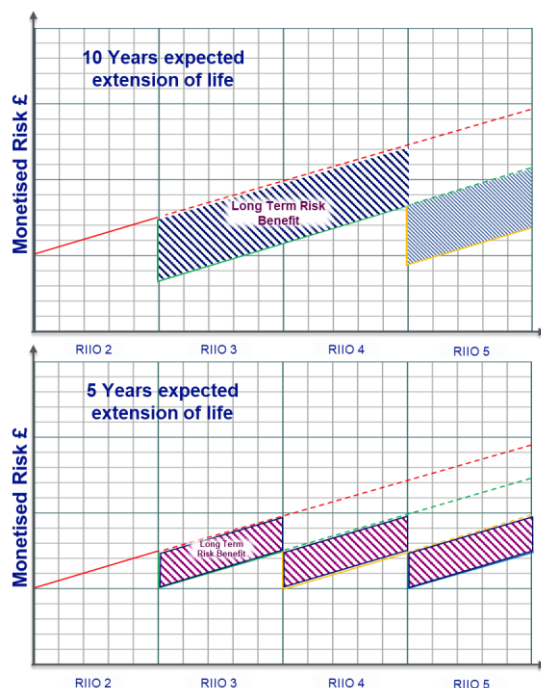 10 Years expected
extension of life
Monetised Risk £
Long Term Risk
Benefit
RIIO 2 RIIO 3 RIIO 4 RIIO 5
5 Years expected
extension of life
Monetised Risk £
Long Term
Risk Benefit
RIIO 2 RIIO 3 RIIO 4 RIIO 5